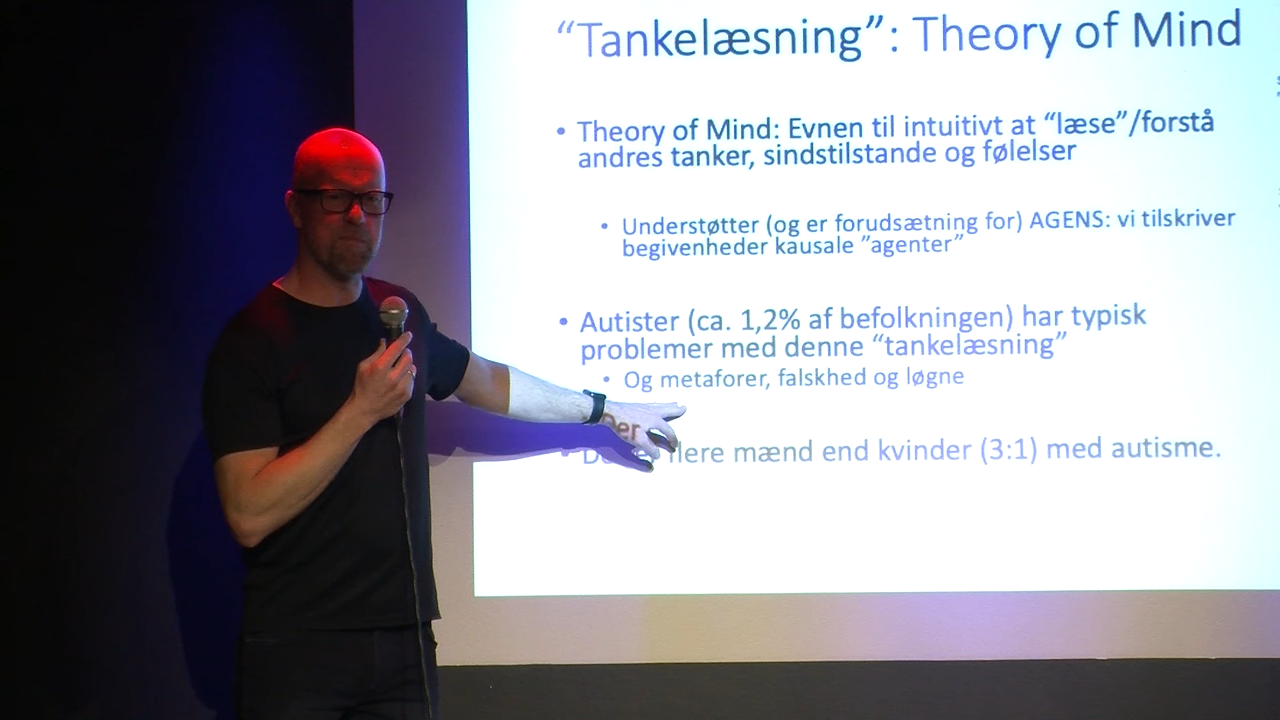 “Tankelæsning”: Theory of Mind
• Theory of Mind: Evnen til intuitivt at “læse”/forstå
andres tanker, sindstilstande og følelser
• Understøtter (og er forudsætning for) AGENS: vi tilskriver
begivenheder kausale ”agenter”
• Autister (ca. 1,2% af befolkningen) har typisk
problemer med denne “tankelæsning”
• Og metaforer, falskhed og løgne
• Der flere mænd end kvinder (3:1) med autisme.